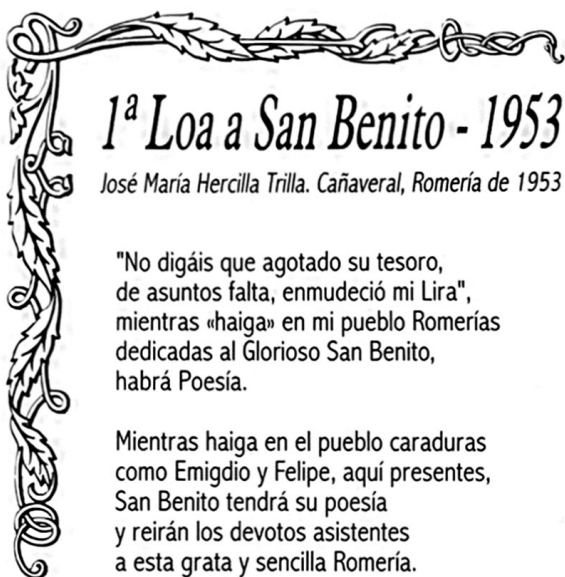 1ª Loa a San Benito - 1953
José María Hercilla Trilla. Cañaveral, Romería de 1953
"No digáis que agotado su tesoro,
de asuntos falta, enmudeció mi Lira",
mientras «haiga» en mi pueblo Romerías
dedicadas al Glorioso San Benito,
habrá Poesía.
Mientras haiga en el pueblo caraduras
como Emigdio y Felipe, aquí presentes,
San Benito tendrá su poesía
y reirán los devotos asistentes
a esta grata y sencilla Romería.